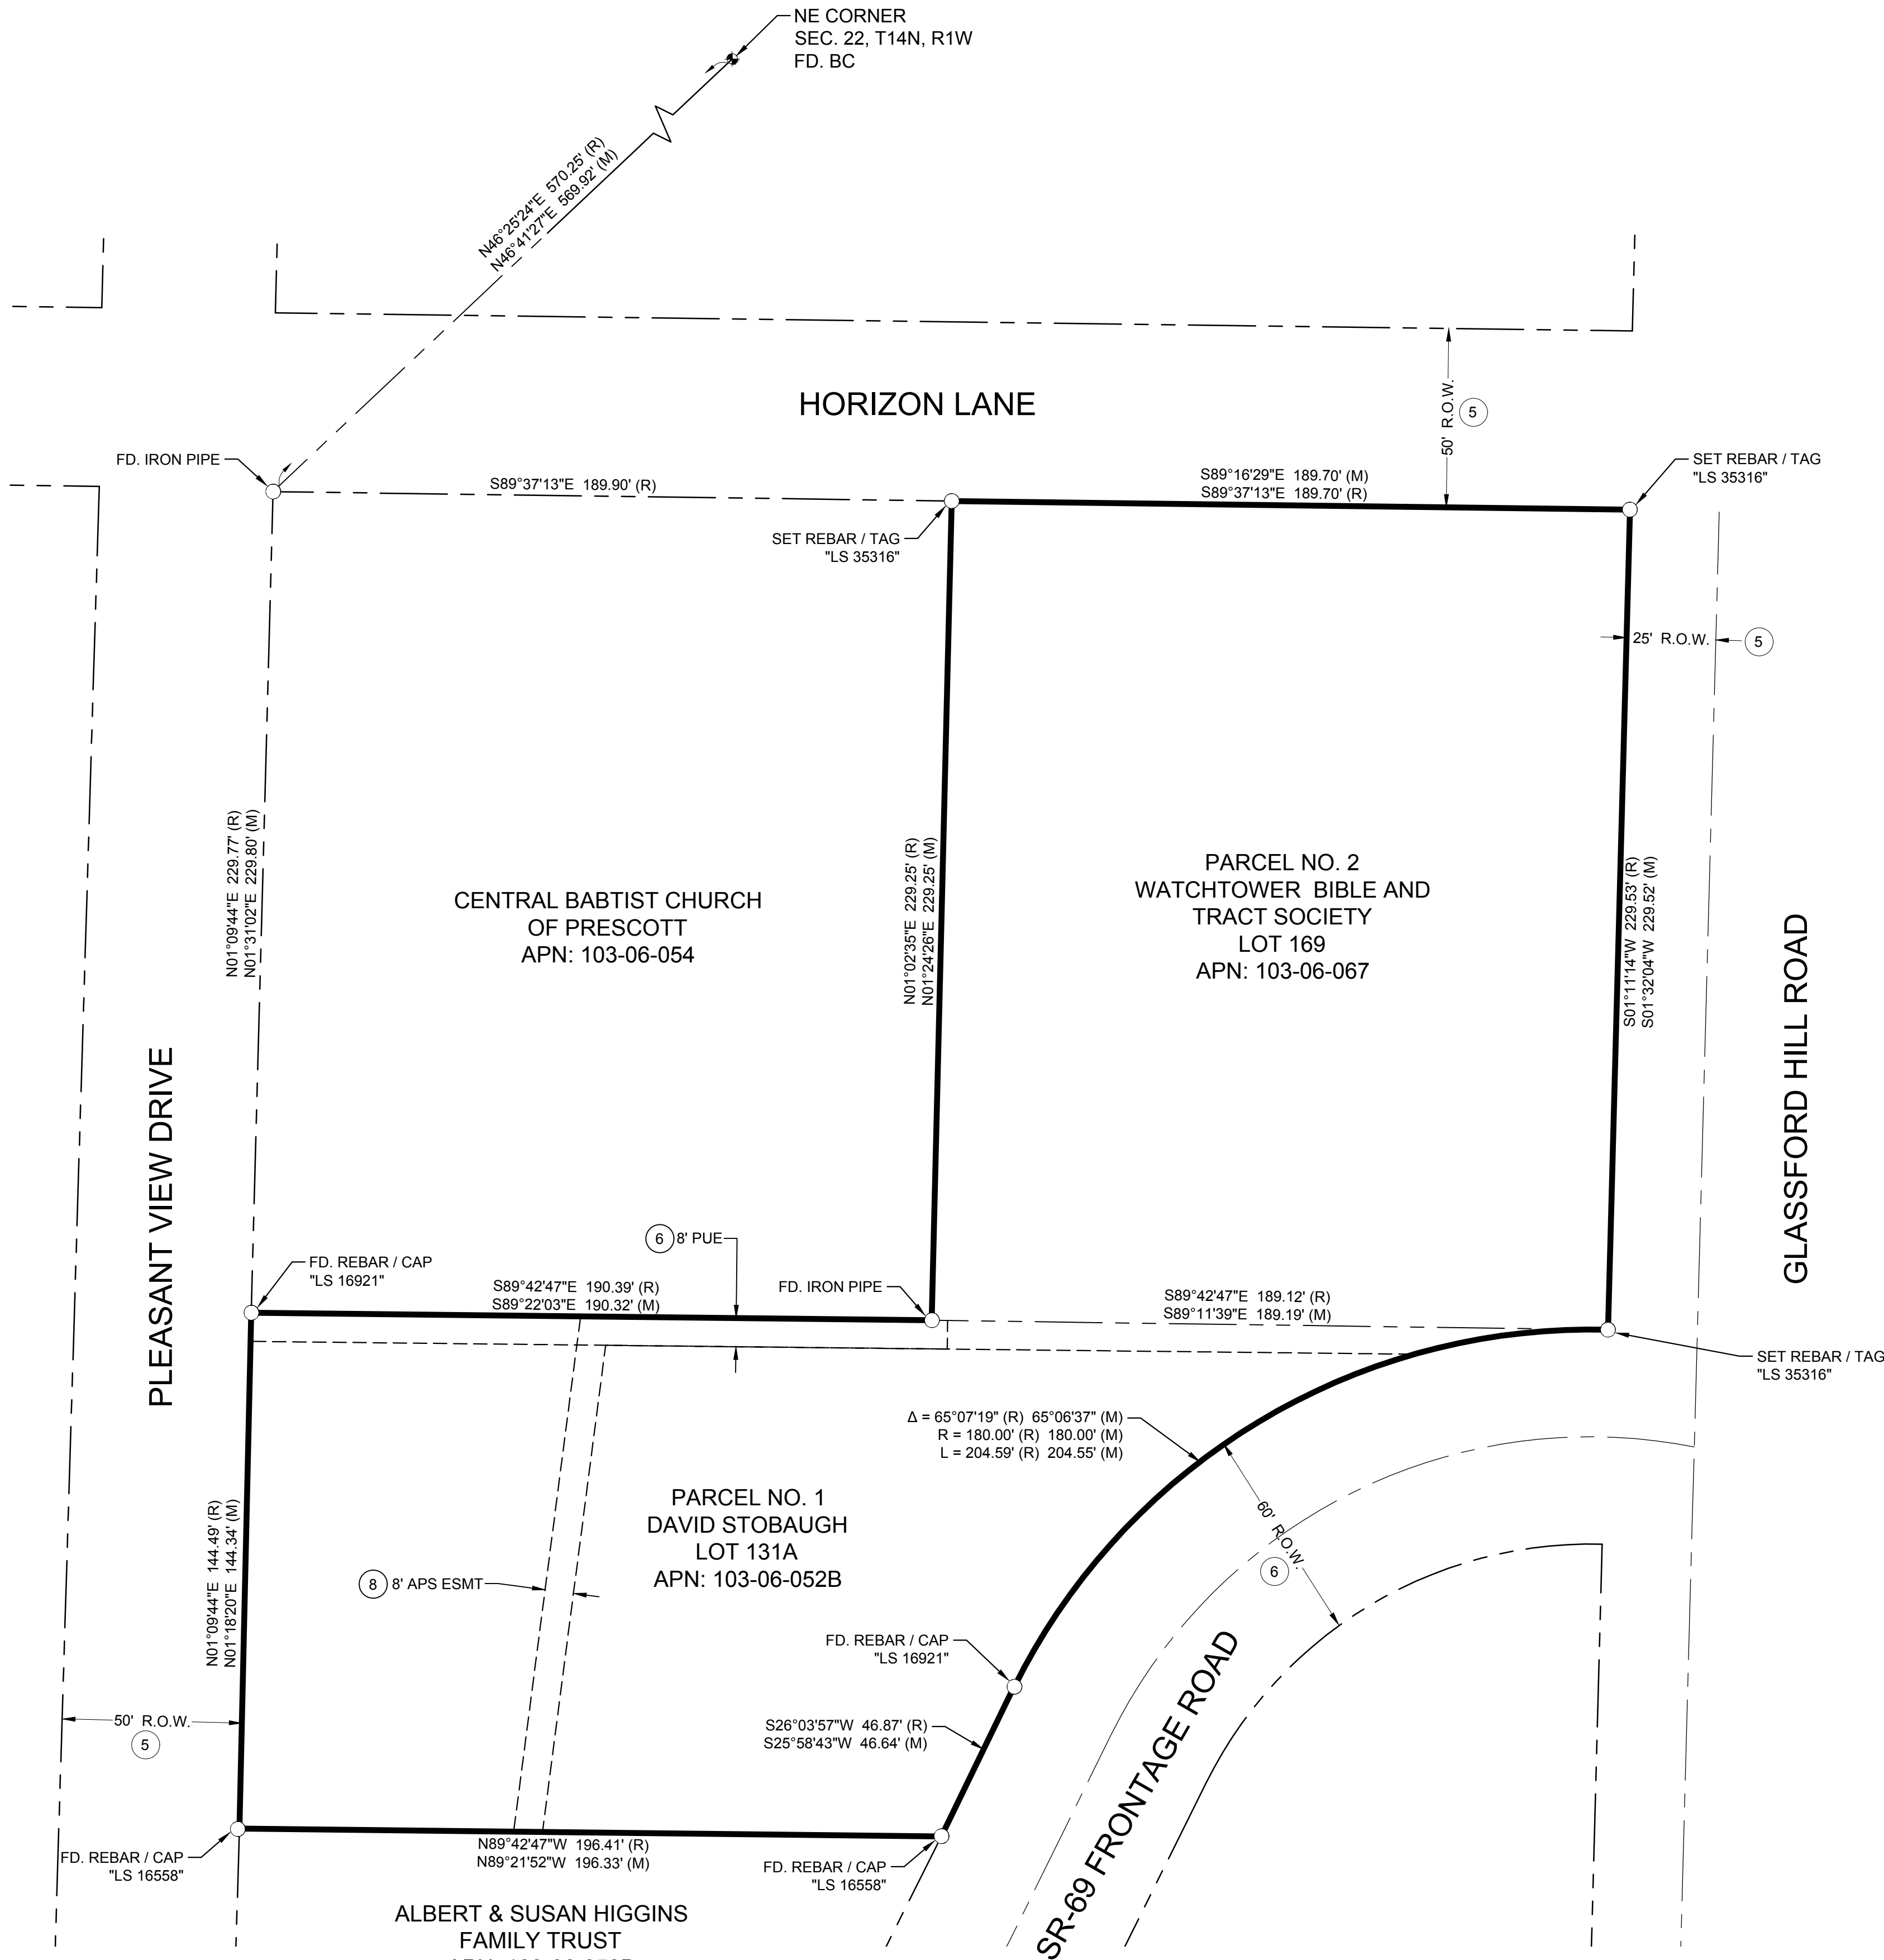 NE CORNER
SEC. 22, T14N, R1W
FD. BC
N46°25'24"E 570.25' (R)
N46°41'27"E 569.92' (M)
HORIZON LANE
50' R.O.W.
5
FD. IRON PIPE
S89°37'13"E 189.90' (R)
S89°16'29"E 189.70' (M)
S89°37'13"E 189.70' (R)
SET REBAR / TAG
"LS 35316"
SET REBAR / TAG
"LS 35316"
25' R.O.W.
5
N01°09'44"E 229.77' (R)
N01°31'02"E 229.80' (M)
CENTRAL BABTIST CHURCH
OF PRESCOTT
APN: 103-06-054
N01°02'35"E 229.25' (R)
N01°24'26"E 229.25' (M)
PARCEL NO. 2
WATCHTOWER BIBLE AND
TRACT SOCIETY
LOT 169
APN: 103-06-067
S01°11'14"W 229.53' (R)
S01°32'04"W 229.52' (M)
GLASSFORD HILL ROAD
PLEASANT VIEW DRIVE
6
8' PUE
FD. REBAR / CAP
"LS 16921"
S89°42'47"E 190.39' (R)
S89°22'03"E 190.32' (M)
FD. IRON PIPE
S89°42'47"E 189.12' (R)
S89°11'39"E 189.19' (M)
SET REBAR / TAG
"LS 35316"
Δ = 65°07'19" (R) 65°06'37" (M)
R = 180.00' (R) 180.00' (M)
L = 204.59' (R) 204.55' (M)
N01°09'44"E 144.49' (R)
N01°18'20"E 144.34' (M)
PARCEL NO. 1
DAVID STOBAUGH
LOT 131A
APN: 103-06-052B
8
8' APS ESMT
60' R.O.W.
6
FD. REBAR / CAP
"LS 16921"
50' R.O.W.
5
S26°03'57"W 46.87' (R)
S25°58'43"W 46.64' (M)
SR-69 FRONTAGE ROAD
FD. REBAR / CAP
"LS 16558"
N89°42'47"W 196.41' (R)
N89°21'52"W 196.33' (M)
FD. REBAR / CAP
"LS 16558"
ALBERT & SUSAN HIGGINS
FAMILY TRUST